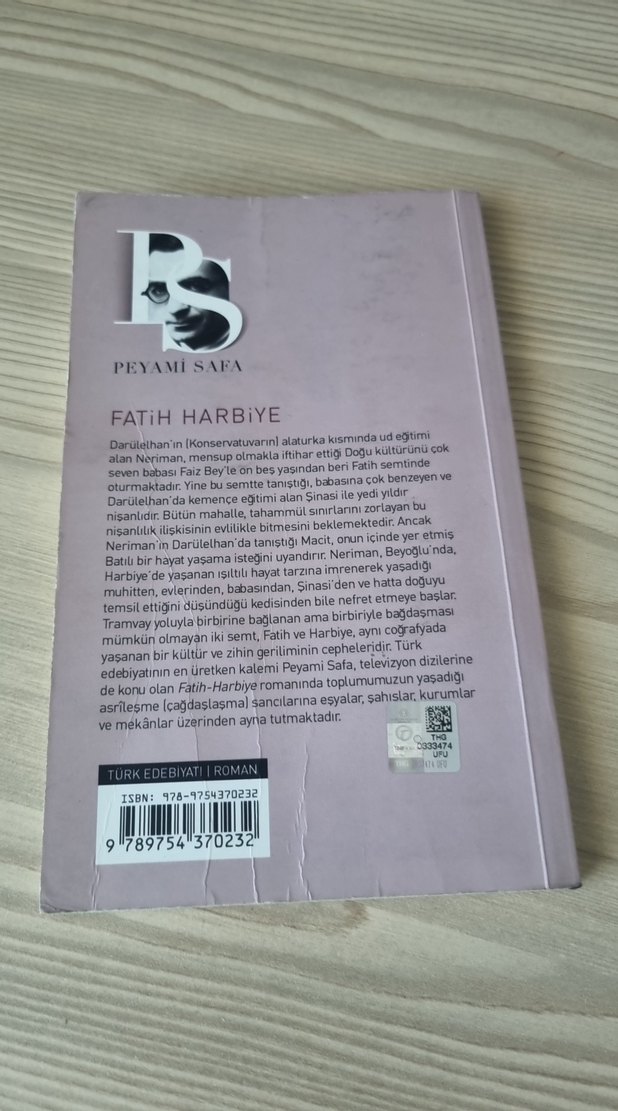 PS
PEYAMİ SAFA
FATİH HARBİYE
Darülelhan'ın (Konservatuvarın) alaturka kısmında ud eğitimi
alan Neriman, mensup olmakla iftihar ettiği Doğu kültürünü çok
seven babası Faiz Bey'le on beş yaşından beri Fatih semtinde
oturmaktadır. Yine bu semtte tanıştığı, babasına çok benzeyen ve
Darülelhan'da kemençe eğitimi alan Şinasi ile yedi yıldır
nişanlıdır. Bütün mahalle, tahammül sınırlarını zorlayan bu
nişanlılık ilişkisinin evlilikle bitmesini beklemektedir. Ancak
Neriman'ın Darülelhan'da tanıştığı Macit, onun içinde yer etmiş
Batılı bir hayat yaşama isteğini uyandırır. Neriman, Beyoğlu'nda,
Harbiye'de yaşanan ışıltılı hayat tarzına imrenerek yaşadığı
muhitten, evlerinden, babasından, Şinasi'den ve hatta doğuyu
temsil ettiğini düşündüğü kedisinden bile nefret etmeye başlar.
Tramvay yoluyla birbirine bağlanan ama birbiriyle bağdaşması
mümkün olmayan iki semt, Fatih ve Harbiye, aynı coğrafyada
yaşanan bir kültür ve zihin geriliminin cepheleridir. Türk
edebiyatının en üretken kalemi Peyami Safa, televizyon dizilerine
de konu olan Fatih-Harbiye romanında toplumumuzun yaşadığı
asrîleşme (çağdaşlaşma) sancılarına eşyalar, şahıslar, kurumlar
ve mekânlar üzerinden ayna tutmaktadır.
THG
0333474
UFU
474 UFU
TÜRK EDEBİYATI | ROMAN
ISBN: 978-9754370232
9 789754 370232